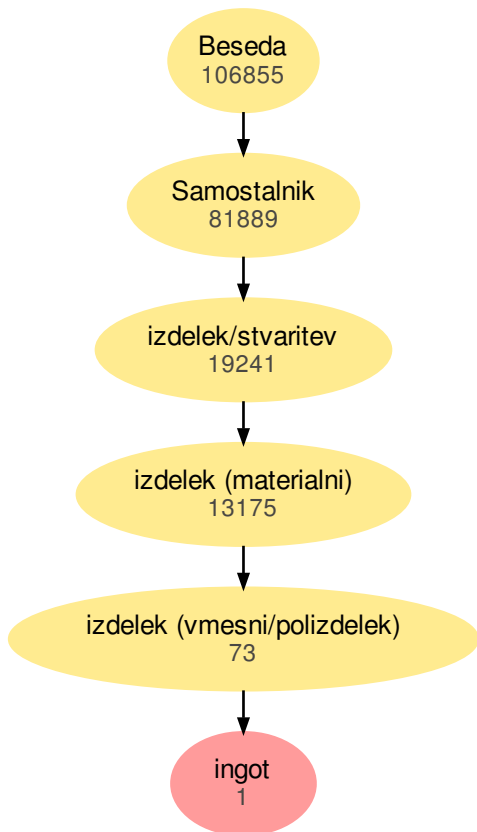 Beseda
106855
Samostalnik
81889
izdelek/stvaritev
19241
izdelek (materialni)
13175
izdelek (vmesni/polizdelek)
73
ingot
1